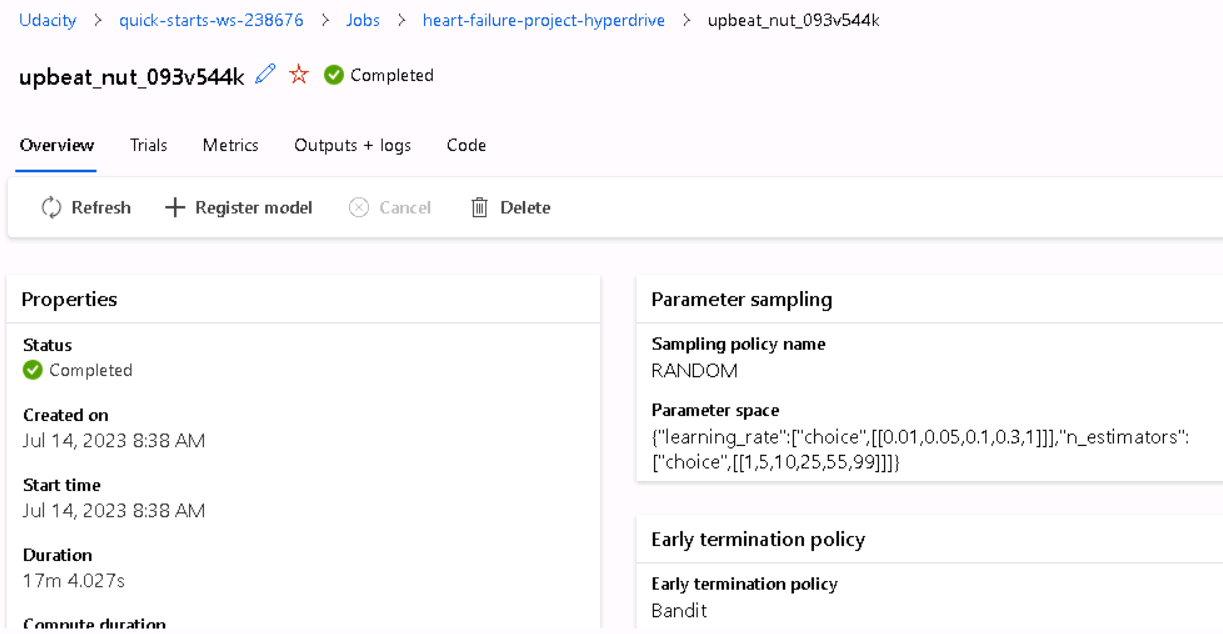 Udacity > quick-starts-ws-238676 > Jobs > heart-failure-project-hyperdrive > upbeat_nut_093v544k
upbeat_nut_093v544k Completed
Overview Trials Metrics Outputs + logs Code
Refresh Register model Cancel Delete
Properties
Status
Completed
Created on
Jul 14, 2023 8:38 AM
Start time
Jul 14, 2023 8:38 AM
Duration
17m 4.027s
Compute duration
Parameter sampling
Sampling policy name
RANDOM
Parameter space
{"learning_rate":["choice",[[0.01,0.05,0.1,0.3,1]]],"n_estimators":
["choice",[[1,5,10,25,55,99]]]}
Early termination policy
Early termination policy
Bandit